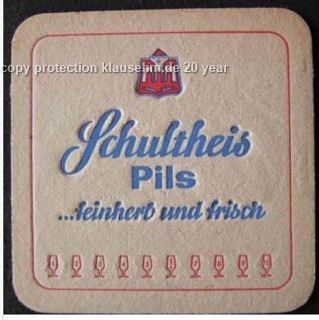 copy protection klausehm.de 20 year
Schultheis
Pils
...feinherb und frisch